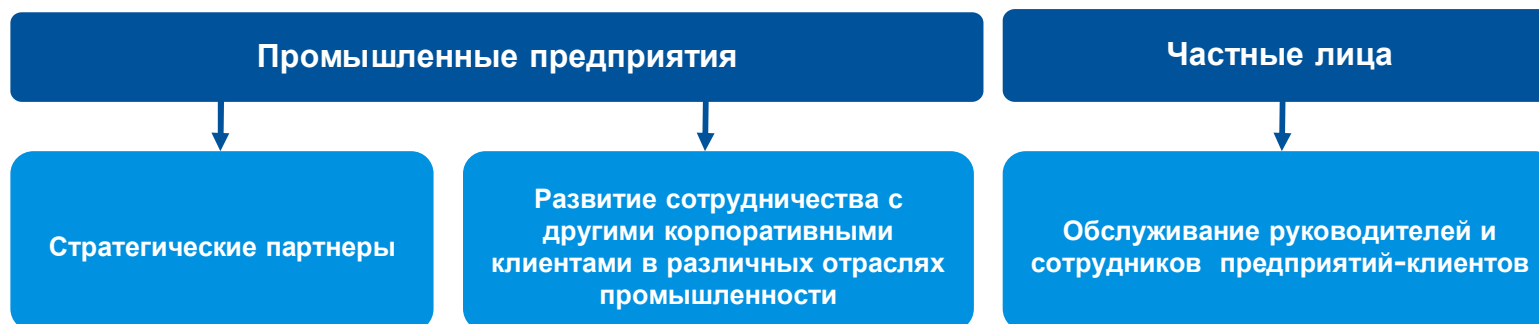 Промышленные предприятия
Частные лица
Стратегические партнеры
Развитие сотрудничества с
другими корпоративными
клиентами в различных отраслях
промышленности
Обслуживание руководителей и
сотрудников предприятий-клиентов